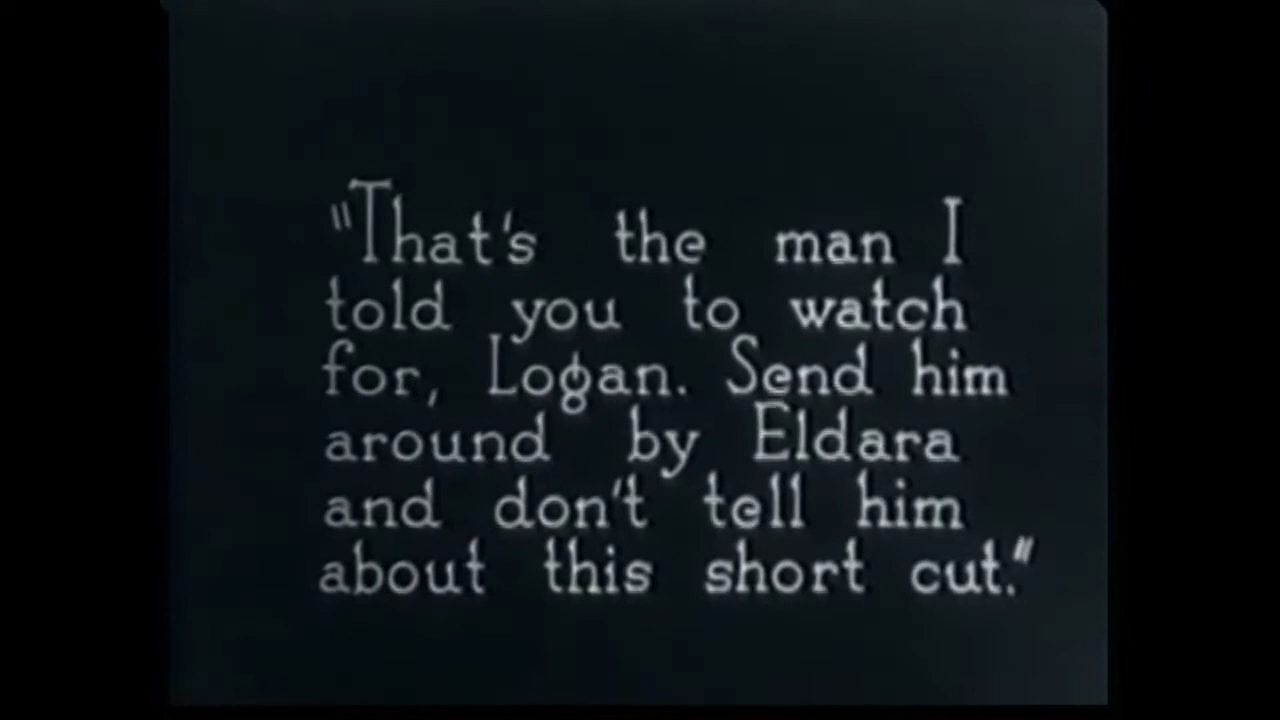 "That's the man I
told you to watch
for, Logan. Send him
around by Eldara
and don't tell him
about this short cut."